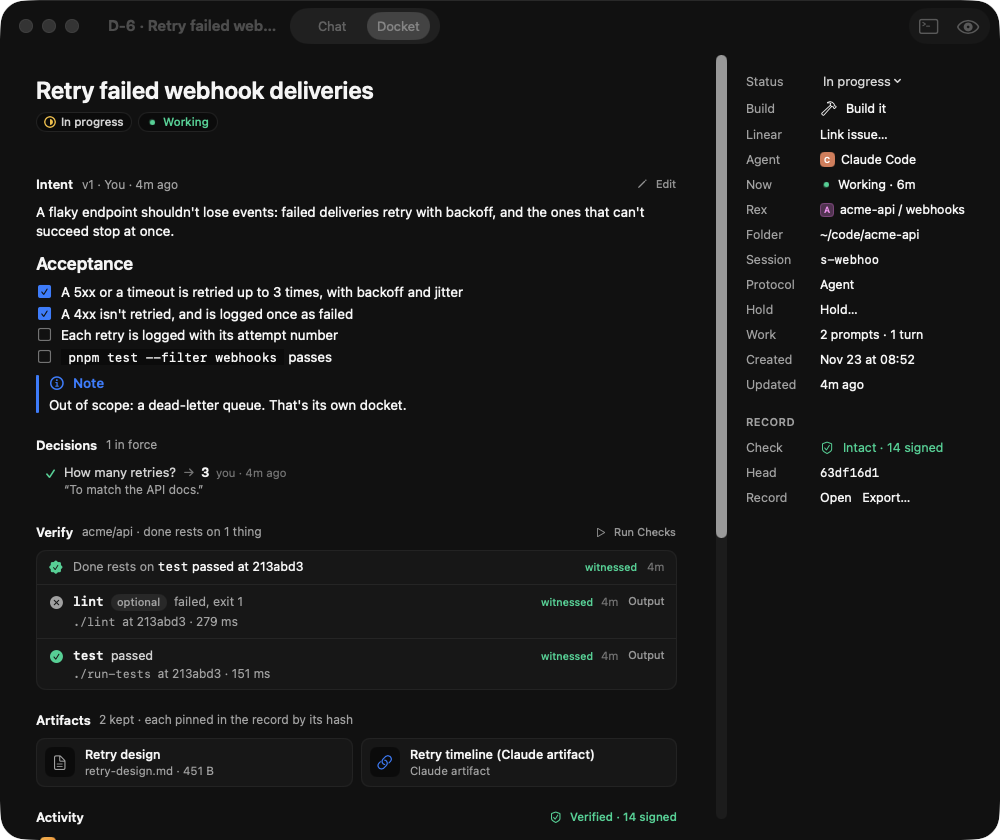 D-6 · Retry failed web...
Chat
Docket
Retry failed webhook deliveries
In progress
Working
Intent v1 · You · 4m ago
Edit
A flaky endpoint shouldn't lose events: failed deliveries retry with backoff, and the ones that can't
succeed stop at once.
Acceptance
A 5xx or a timeout is retried up to 3 times, with backoff and jitter
A 4xx isn't retried, and is logged once as failed
Each retry is logged with its attempt number
pnpm test --filter webhooks passes
Note
Out of scope: a dead-letter queue. That's its own docket.
Decisions 1 in force
How many retries? → 3 you · 4m ago
“To match the API docs.”
Verify acme/api · done rests on 1 thing
Run Checks
Done rests on test passed at 213abd3
witnessed 4m
lint optional failed, exit 1
witnessed 4m Output
./lint at 213abd3 · 279 ms
test passed
witnessed 4m Output
./run-tests at 213abd3 · 151 ms
Artifacts 2 kept · each pinned in the record by its hash
Retry design
retry-design.md · 451 B
Retry timeline (Claude artifact)
Claude artifact
Activity
Verified · 14 signed
Status In progress
Build Build it
Linear Link issue...
Agent C Claude Code
Now Working · 6m
Rex A acme-api / webhooks
Folder ~/code/acme-api
Session s-webhoo
Protocol Agent
Hold Hold...
Work 2 prompts · 1 turn
Created Nov 23 at 08:52
Updated 4m ago
RECORD
Check Intact · 14 signed
Head 63df16d1
Record Open Export...